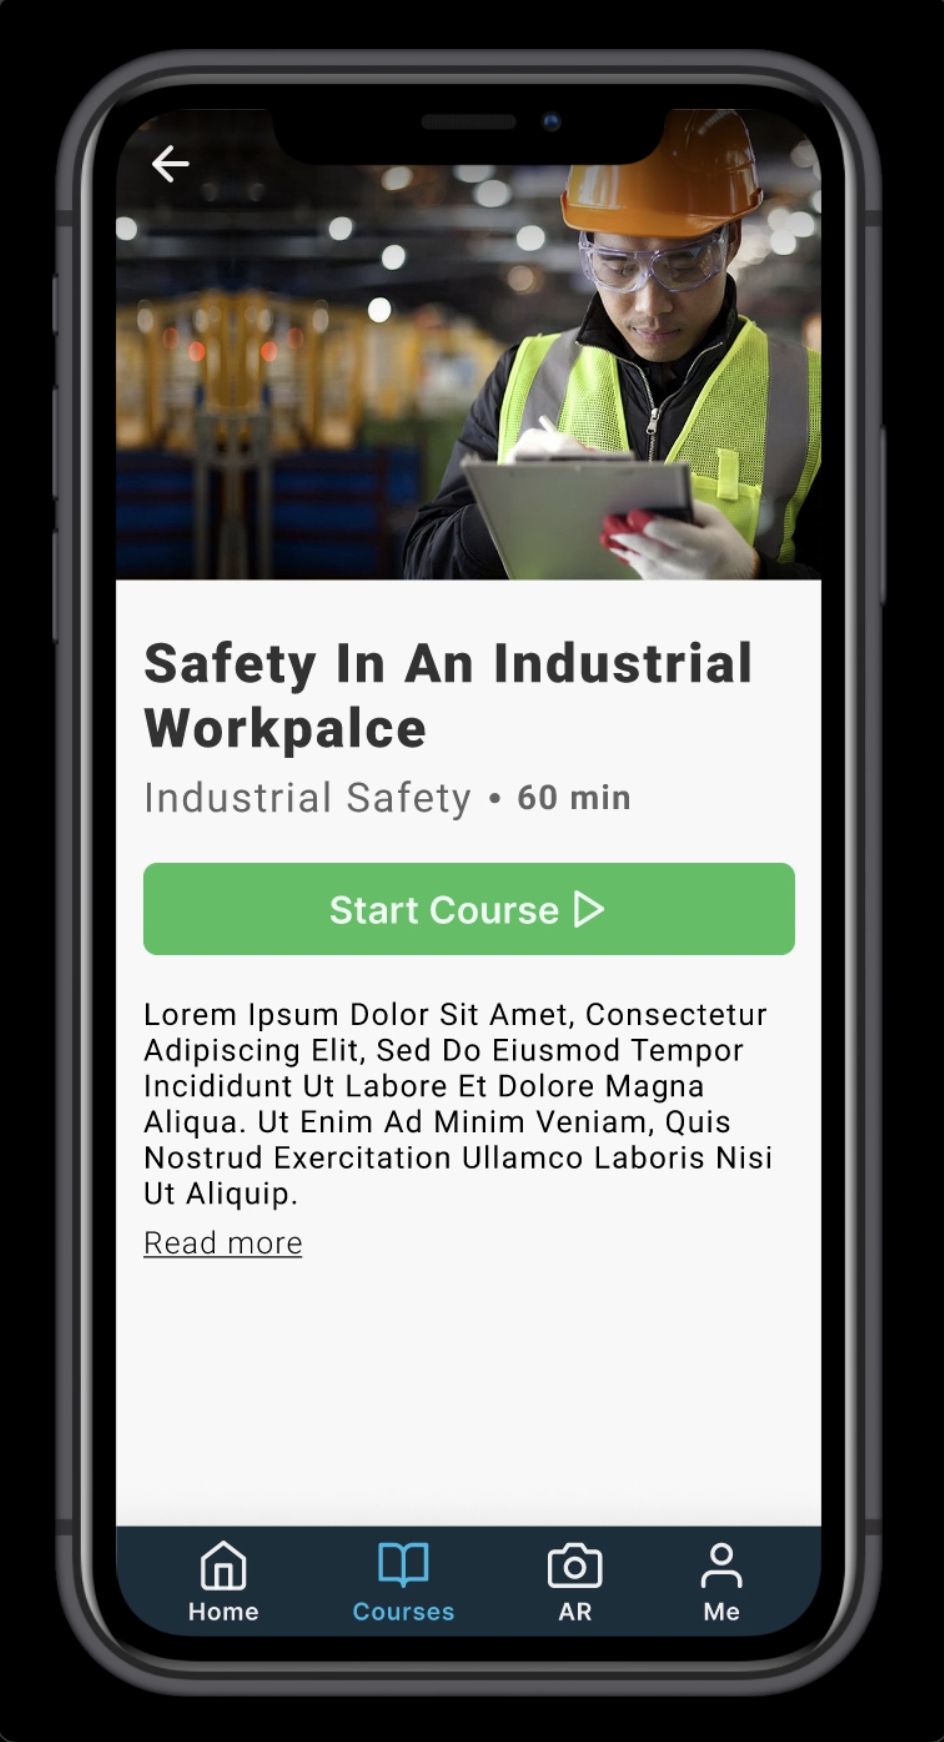 Safety In An Industrial
Workpalce
Industrial Safety • 60 min
Start Course
Lorem Ipsum Dolor Sit Amet, Consectetur
Adipiscing Elit, Sed Do Eiusmod Tempor
Incididunt Ut Labore Et Dolore Magna
Aliqua. Ut Enim Ad Minim Veniam, Quis
Nostrud Exercitation Ullamco Laboris Nisi
Ut Aliquip.
Read more
Home Courses AR Me